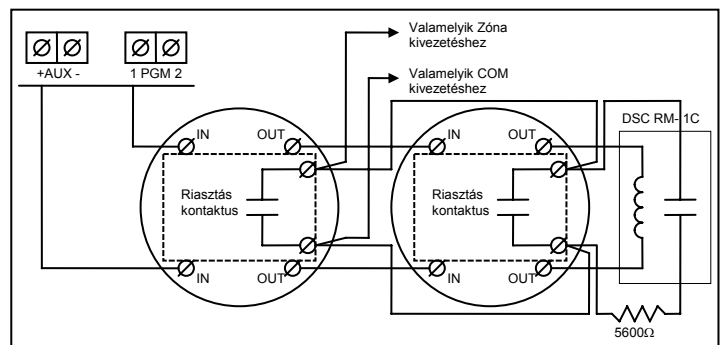 Valamelyik Zóna
kivezetéshez
+AUX -
1 PGM 2
Valamelyik COM
kivezetéshez
DSC RM- 1C
IN
OUT
IN
OUT
Riasztás
kontaktus
Riasztás
kontaktus
IN
OUT
IN
OUT
5600Ω